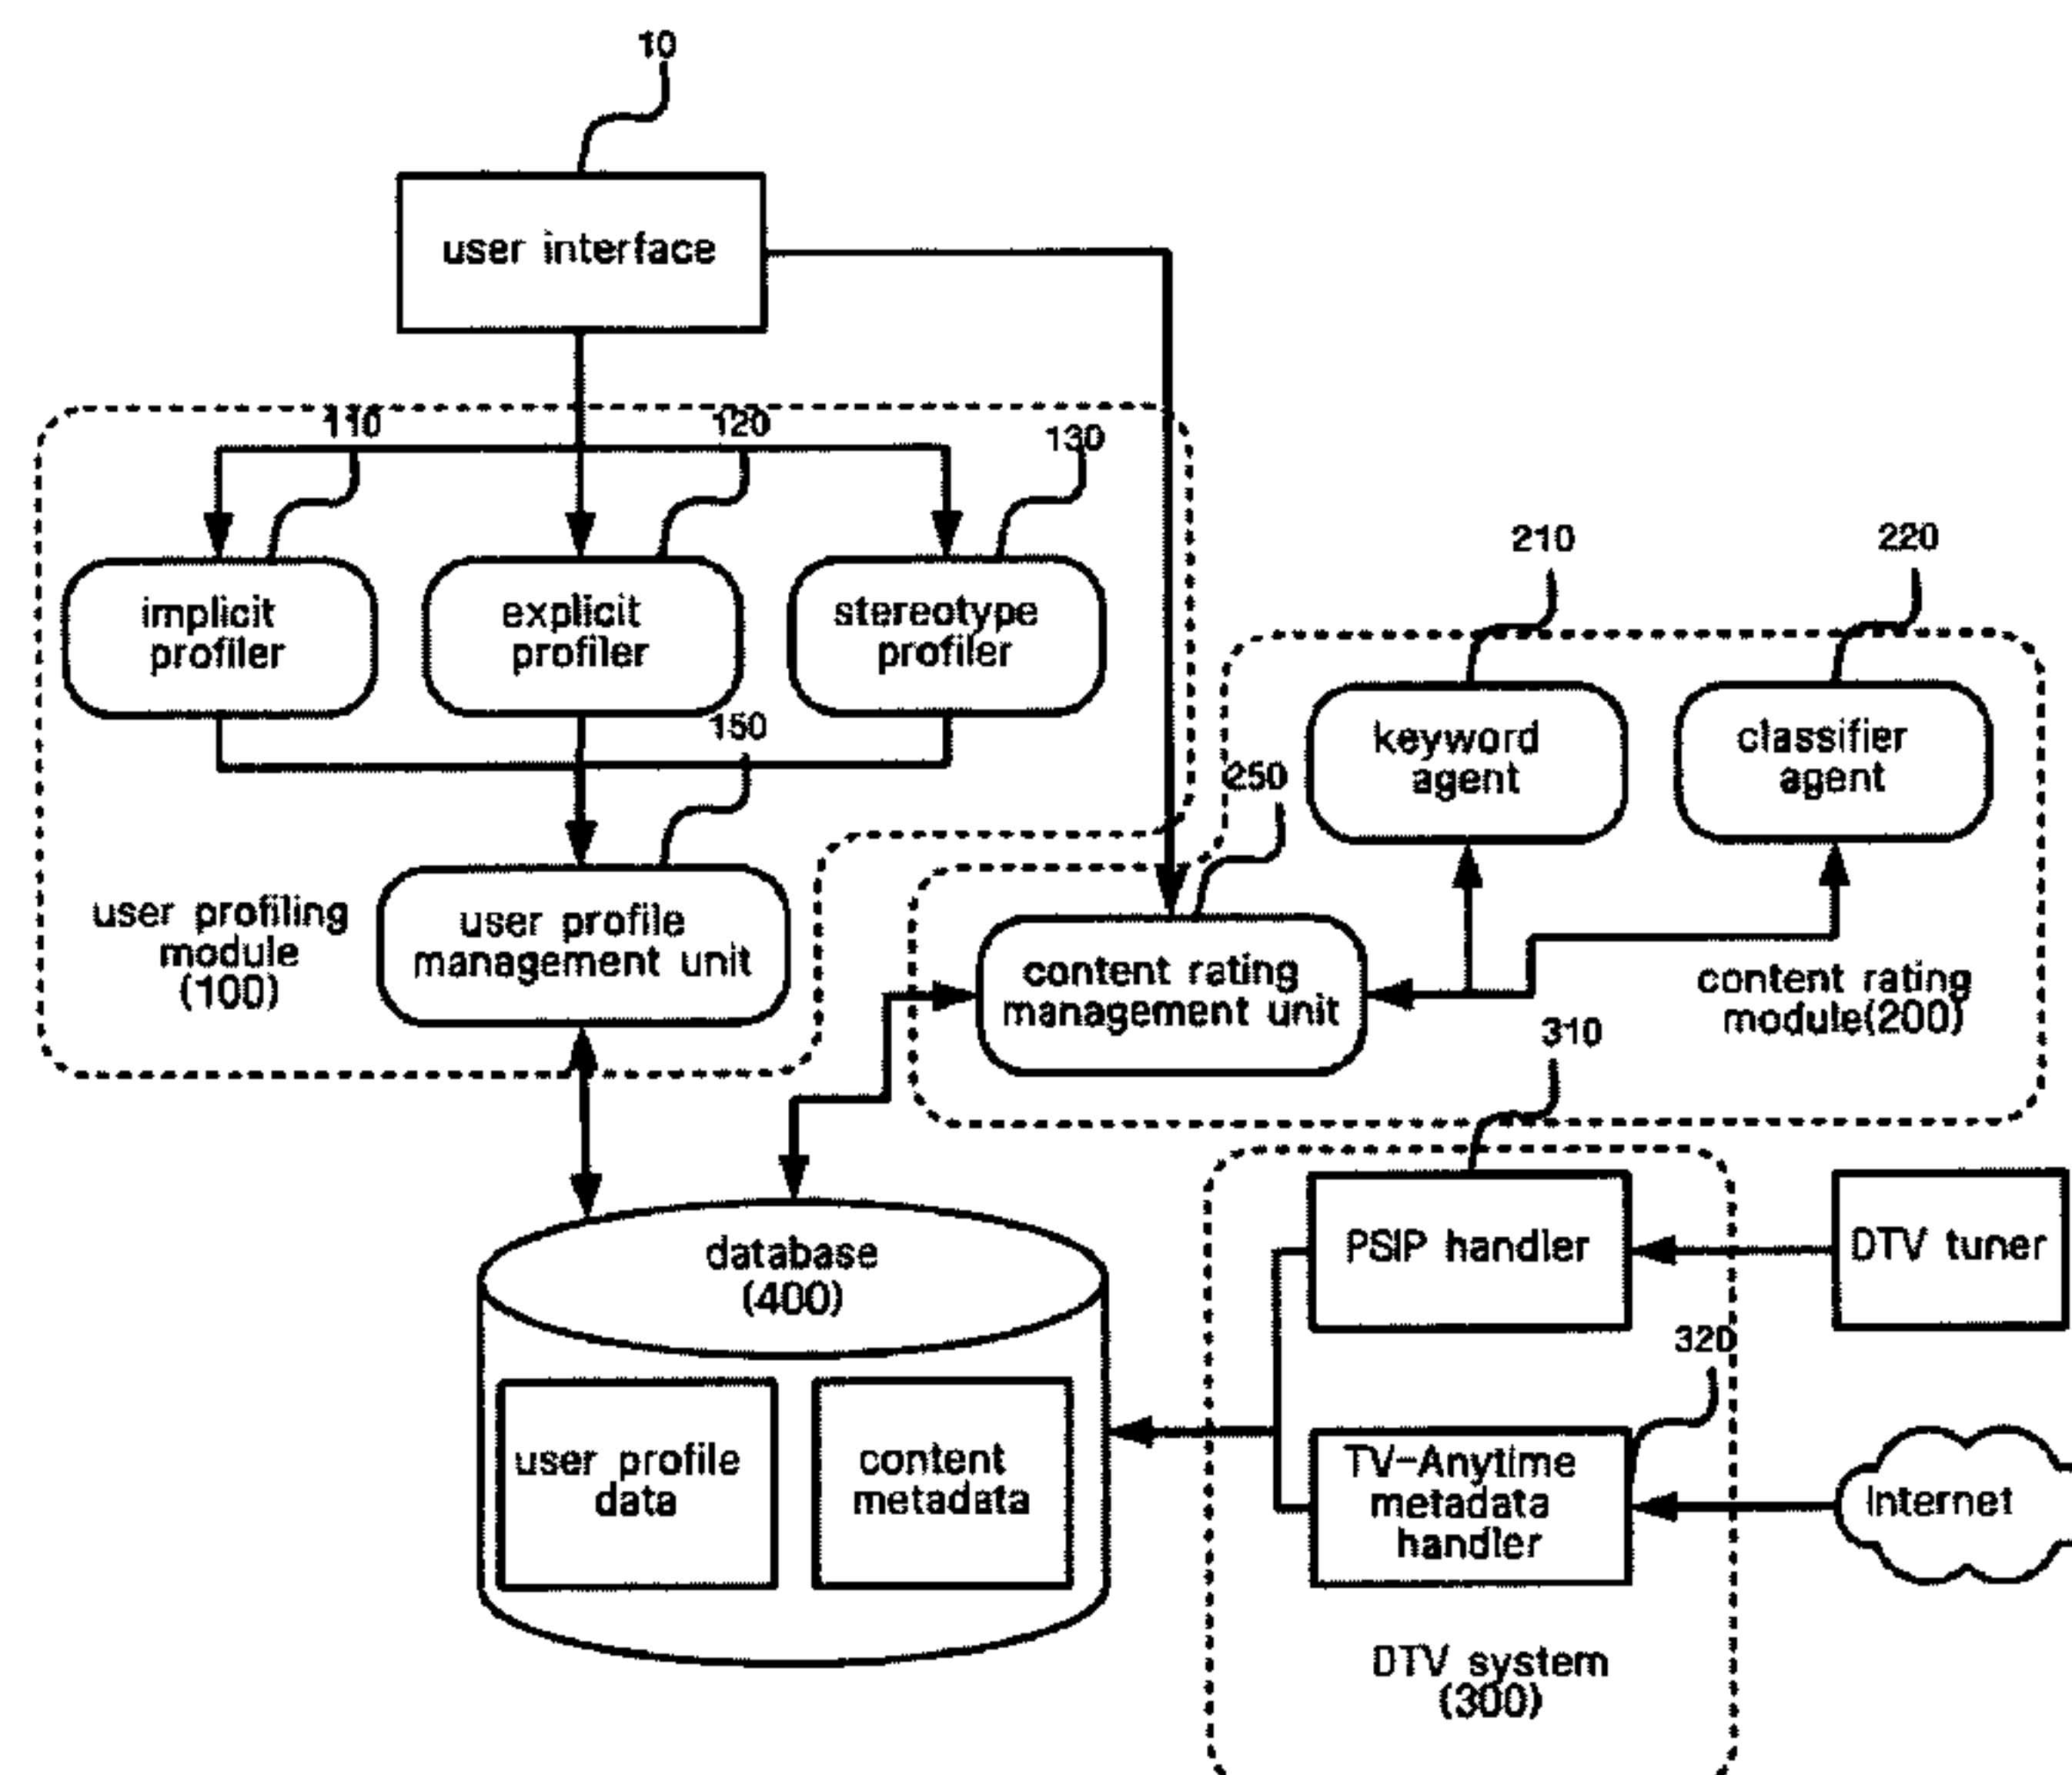 10
user interface
110
120
130
implicit
profiler
explicit
profiler
stereotype
profiler
210
220
150
keyword
agent
classifier
agent
250
user profiling
module
(100)
user profile
management unit
content rating
management unit
content rating
module(200)
310
PSIP handler
DTV tuner
database
(400)
320
user profile
data
content
metadata
TV-Anytime
metadata
handler
Internet
DTV system
(300)